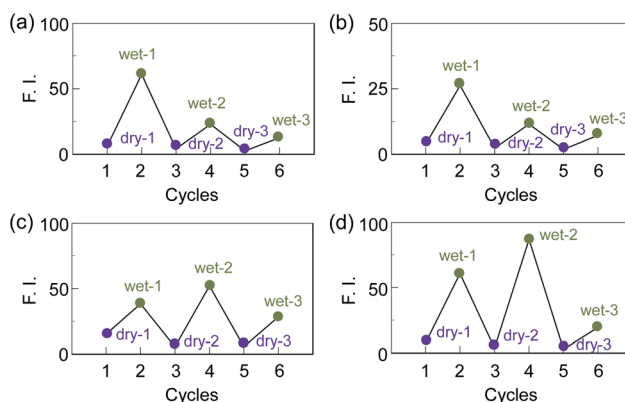 (a)
100
50
0
F. I.
wet-1
wet-2
dry-3
wet-3
dry-1
dry-2
1 2 3 4 5 6
Cycles
(b)
50
25
0
F. I.
wet-1
wet-2
dry-3
wet-3
dry-1
dry-2
1 2 3 4 5 6
Cycles
(c)
100
50
0
F. I.
wet-2
wet-1
wet-3
dry-1
dry-2
dry-3
1 2 3 4 5 6
Cycles
(d)
100
50
0
F. I.
wet-2
wet-1
wet-3
dry-1
dry-2
dry-3
1 2 3 4 5 6
Cycles